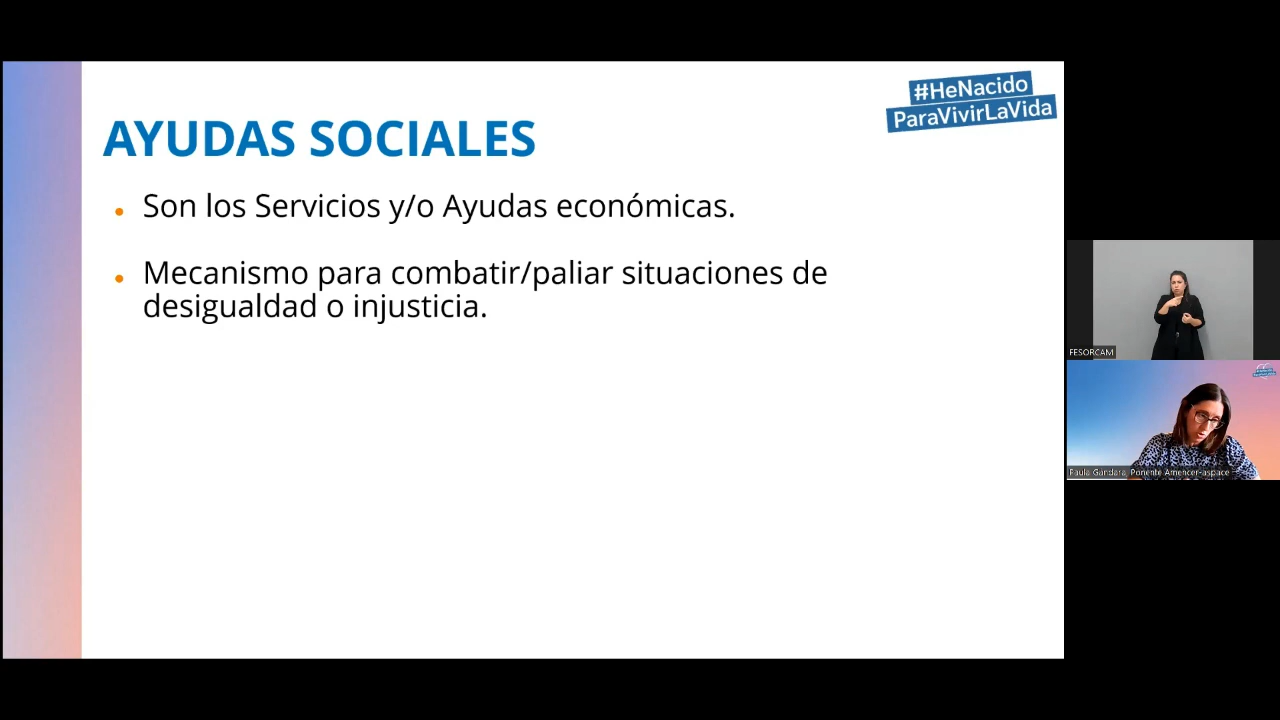 #HeNacido
ParaVivirLaVida
AYUDAS SOCIALES
Son los Servicios y/o Ayudas económicas.
Mecanismo para combatir/paliar situaciones de
desigualdad o injusticia.
FESORCAM
Paula Gandara, Ponente Amencer-aspace